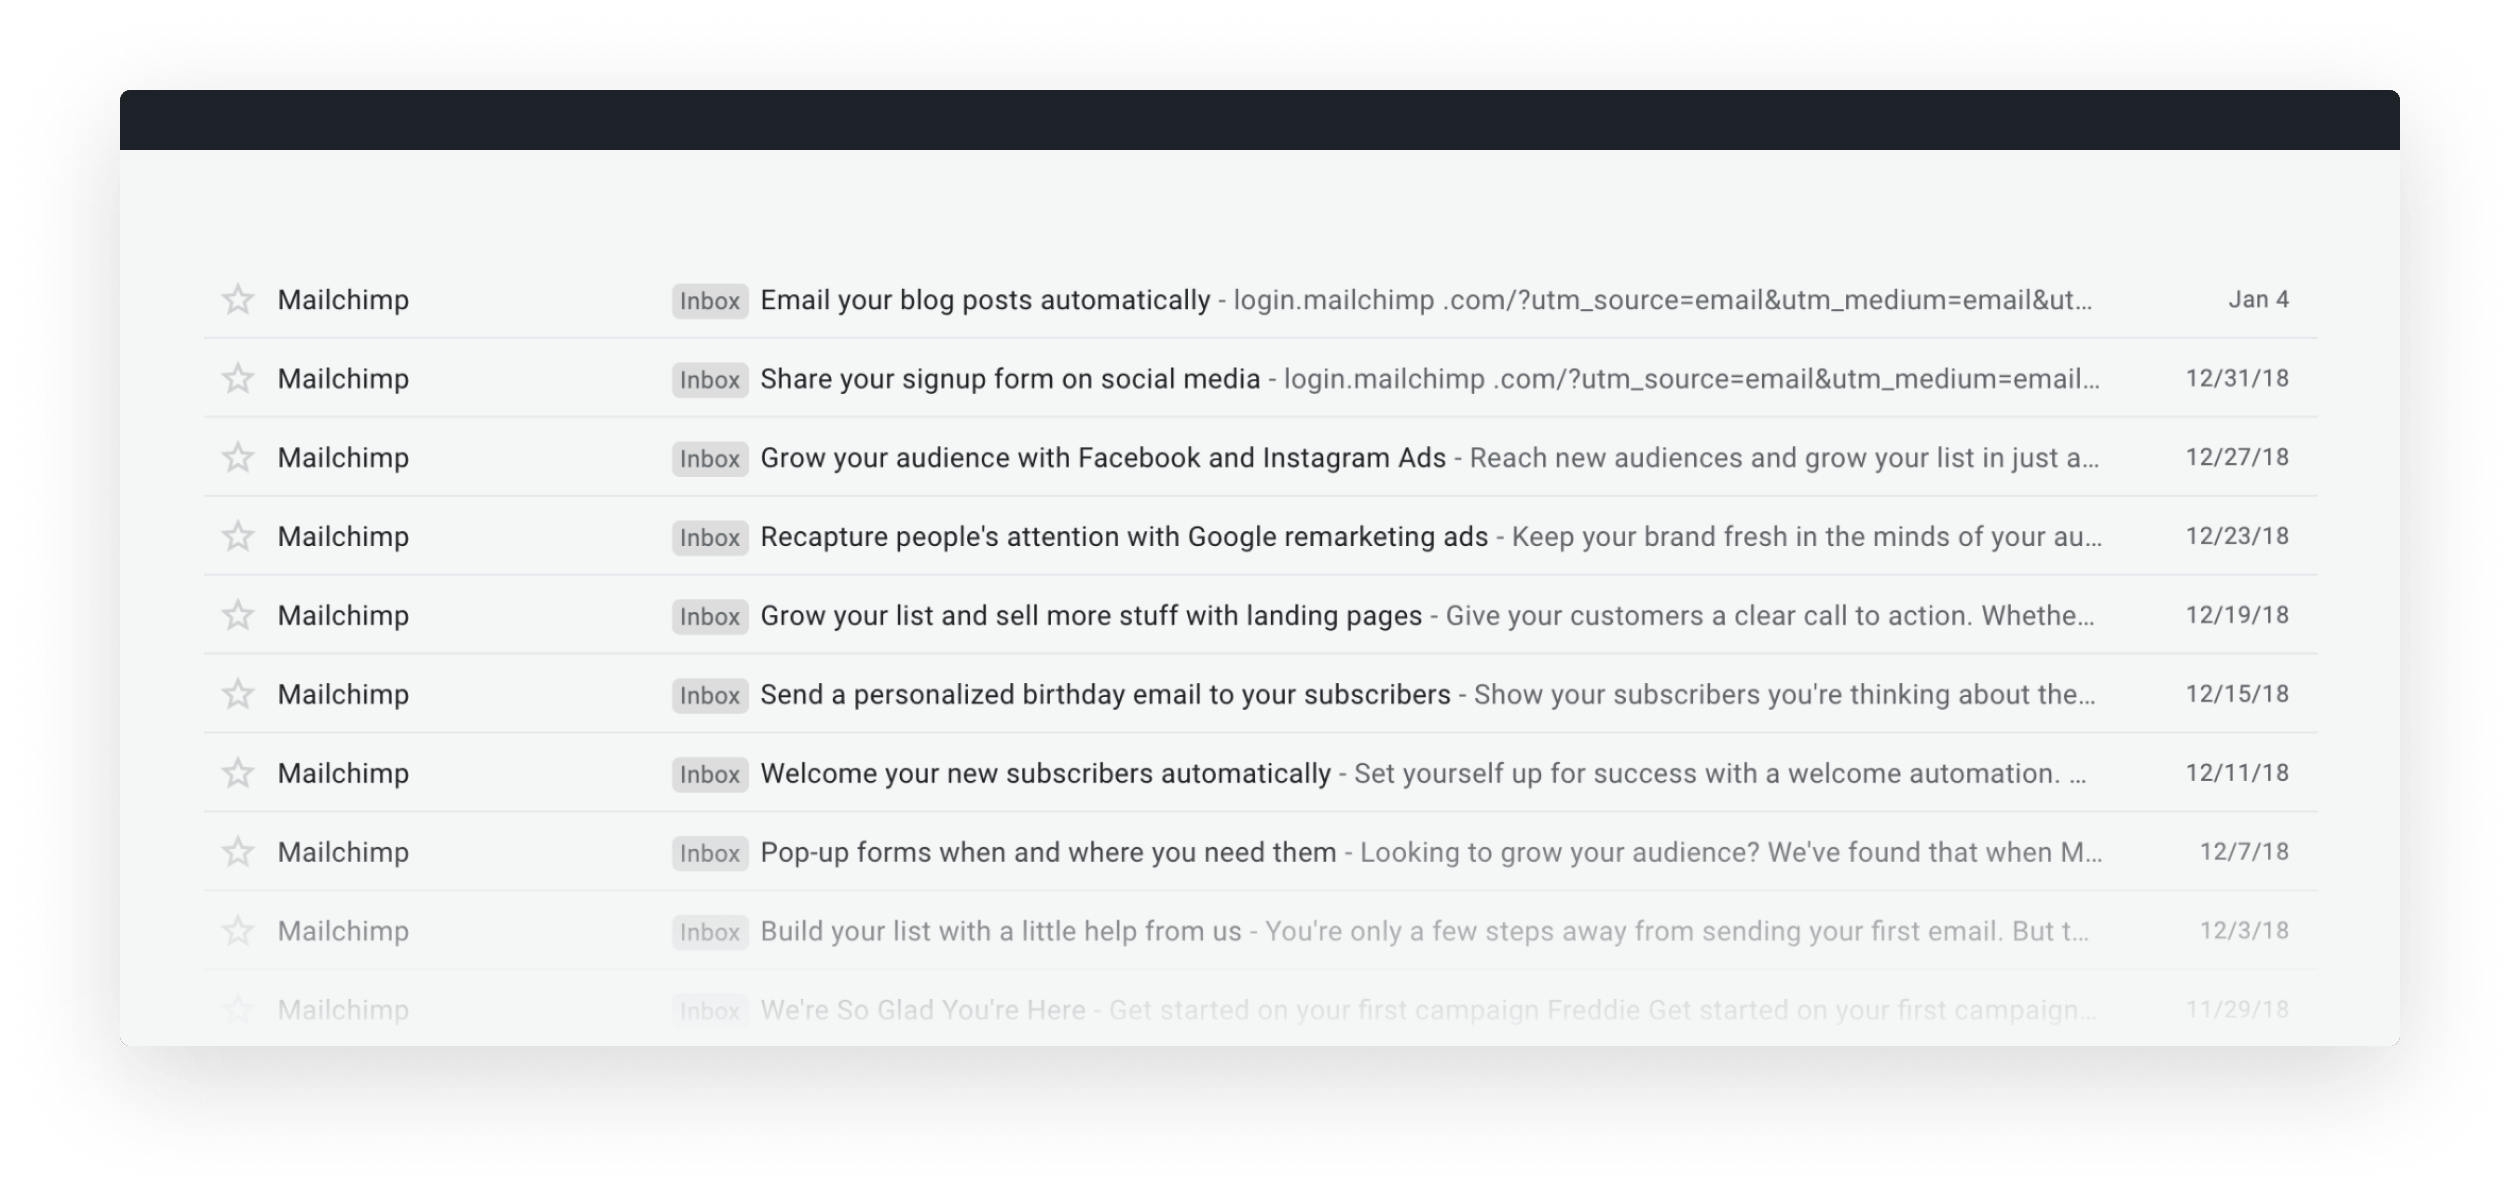 Mailchimp Inbox Email your blog posts automatically - login.mailchimp .com/?utm_source=email&utm_medium=email&ut... Jan 4
Mailchimp Inbox Share your signup form on social media - login.mailchimp .com/?utm_source=email&utm_medium=email... 12/31/18
Mailchimp Inbox Grow your audience with Facebook and Instagram Ads - Reach new audiences and grow your list in just a... 12/27/18
Mailchimp Inbox Recapture people's attention with Google remarketing ads - Keep your brand fresh in the minds of your au... 12/23/18
Mailchimp Inbox Grow your list and sell more stuff with landing pages - Give your customers a clear call to action. Whethe... 12/19/18
Mailchimp Inbox Send a personalized birthday email to your subscribers - Show your subscribers you're thinking about the... 12/15/18
Mailchimp Inbox Welcome your new subscribers automatically - Set yourself up for success with a welcome automation. ... 12/11/18
Mailchimp Inbox Pop-up forms when and where you need them - Looking to grow your audience? We've found that when M... 12/7/18
Mailchimp Inbox Build your list with a little help from us - You're only a few steps away from sending your first email. But t... 12/3/18
Mailchimp Inbox We're So Glad You're Here - Get started on your first campaign Freddie Get started on your first campaign... 11/29/18